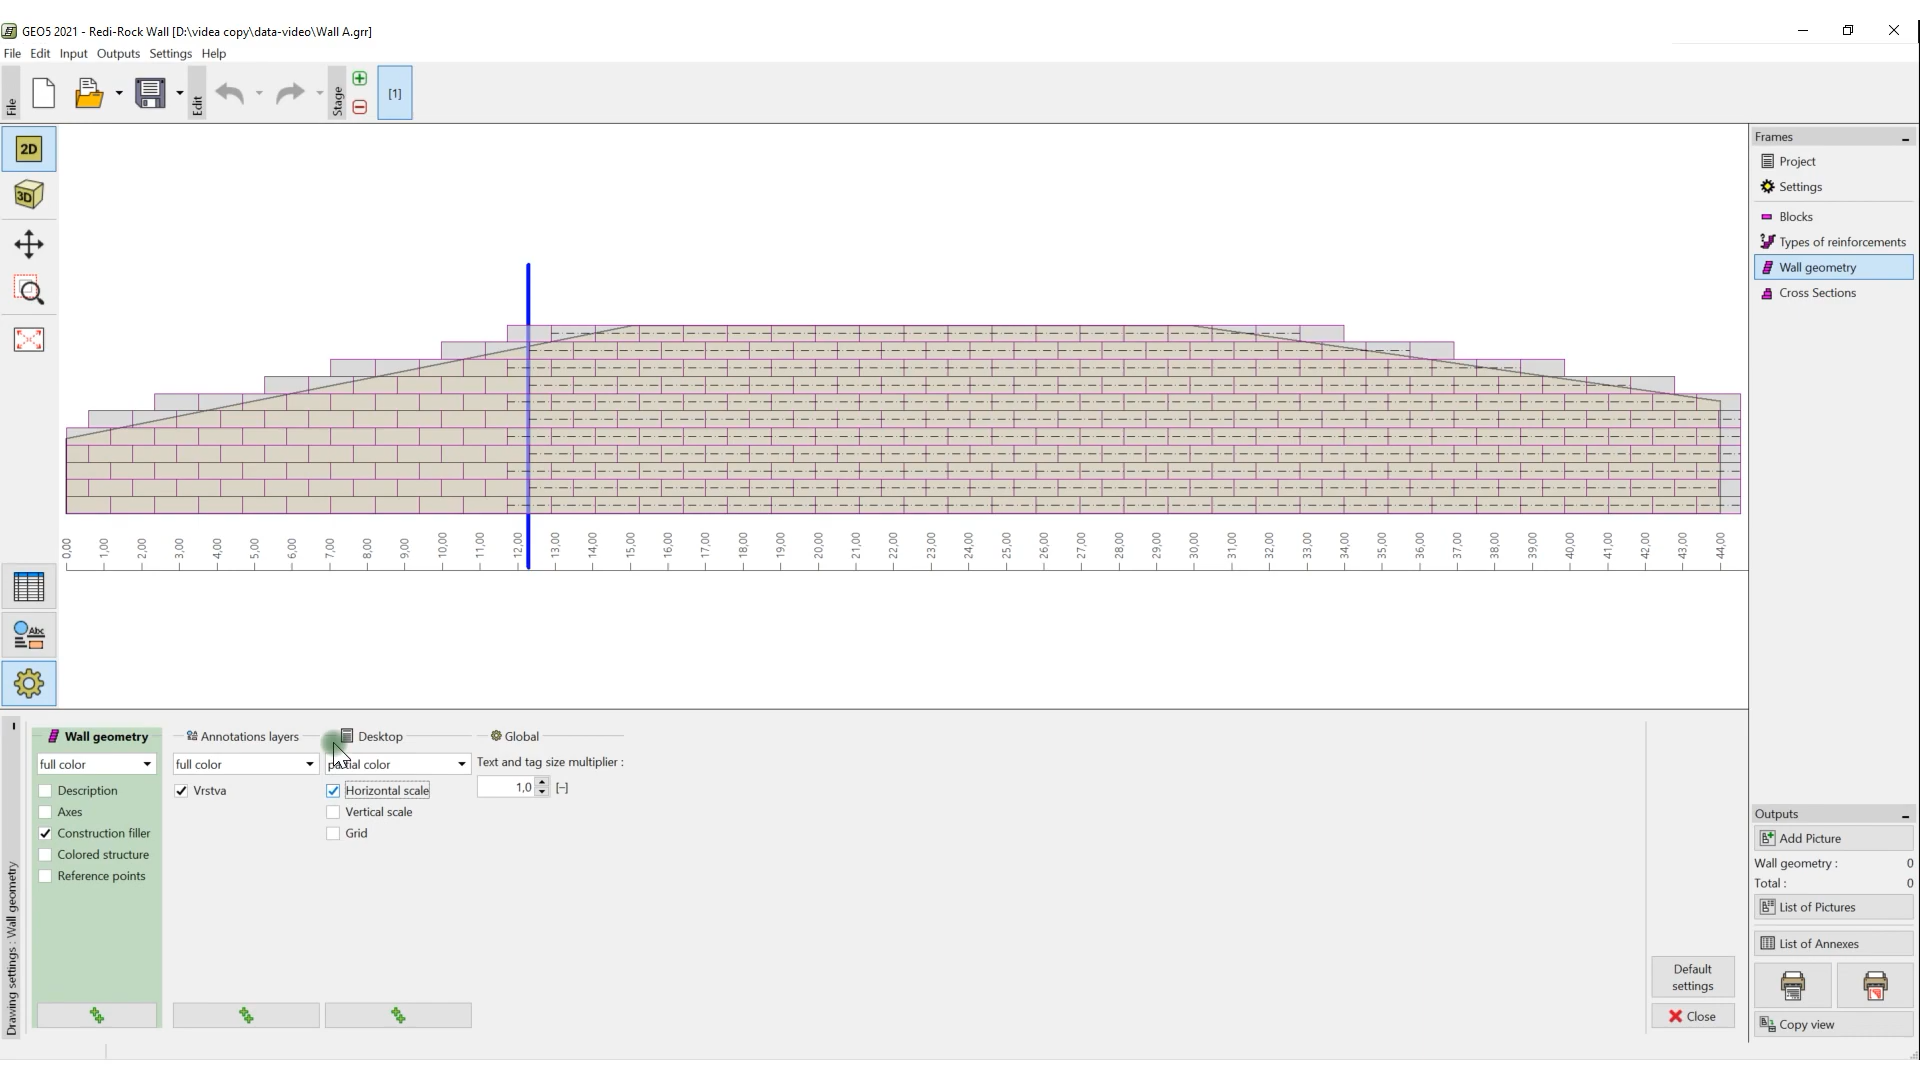 GEO5 2021 - Redi-Rock Wall [D:\videa copy\data-video\Wall A.grr]
File Edit Input Outputs Settings Help
File
Edit
Stage
[1]
2D
3D
Abc
0,00 1,00 2,00 3,00 4,00 5,00 6,00 7,00 8,00 9,00 10,00 11,00 12,00 13,00 14,00 15,00 16,00 17,00 18,00 19,00 20,00 21,00 22,00 23,00 24,00 25,00 26,00 27,00 28,00 29,00 30,00 31,00 32,00 33,00 34,00 35,00 36,00 37,00 38,00 39,00 40,00 41,00 42,00 43,00 44,00
Frames
Project
Settings
Blocks
Types of reinforcements
Wall geometry
Cross Sections
Drawing settings : Wall geometry
Wall geometry
full color
Description
Axes
Construction filler
Colored structure
Reference points
Annotations layers
full color
Vrstva
Desktop
partial color
Horizontal scale
Vertical scale
Grid
Global
Text and tag size multiplier :
1,0 [–]
Default
settings
Close
Outputs
Add Picture
Wall geometry : 0
Total : 0
List of Pictures
List of Annexes
Copy view